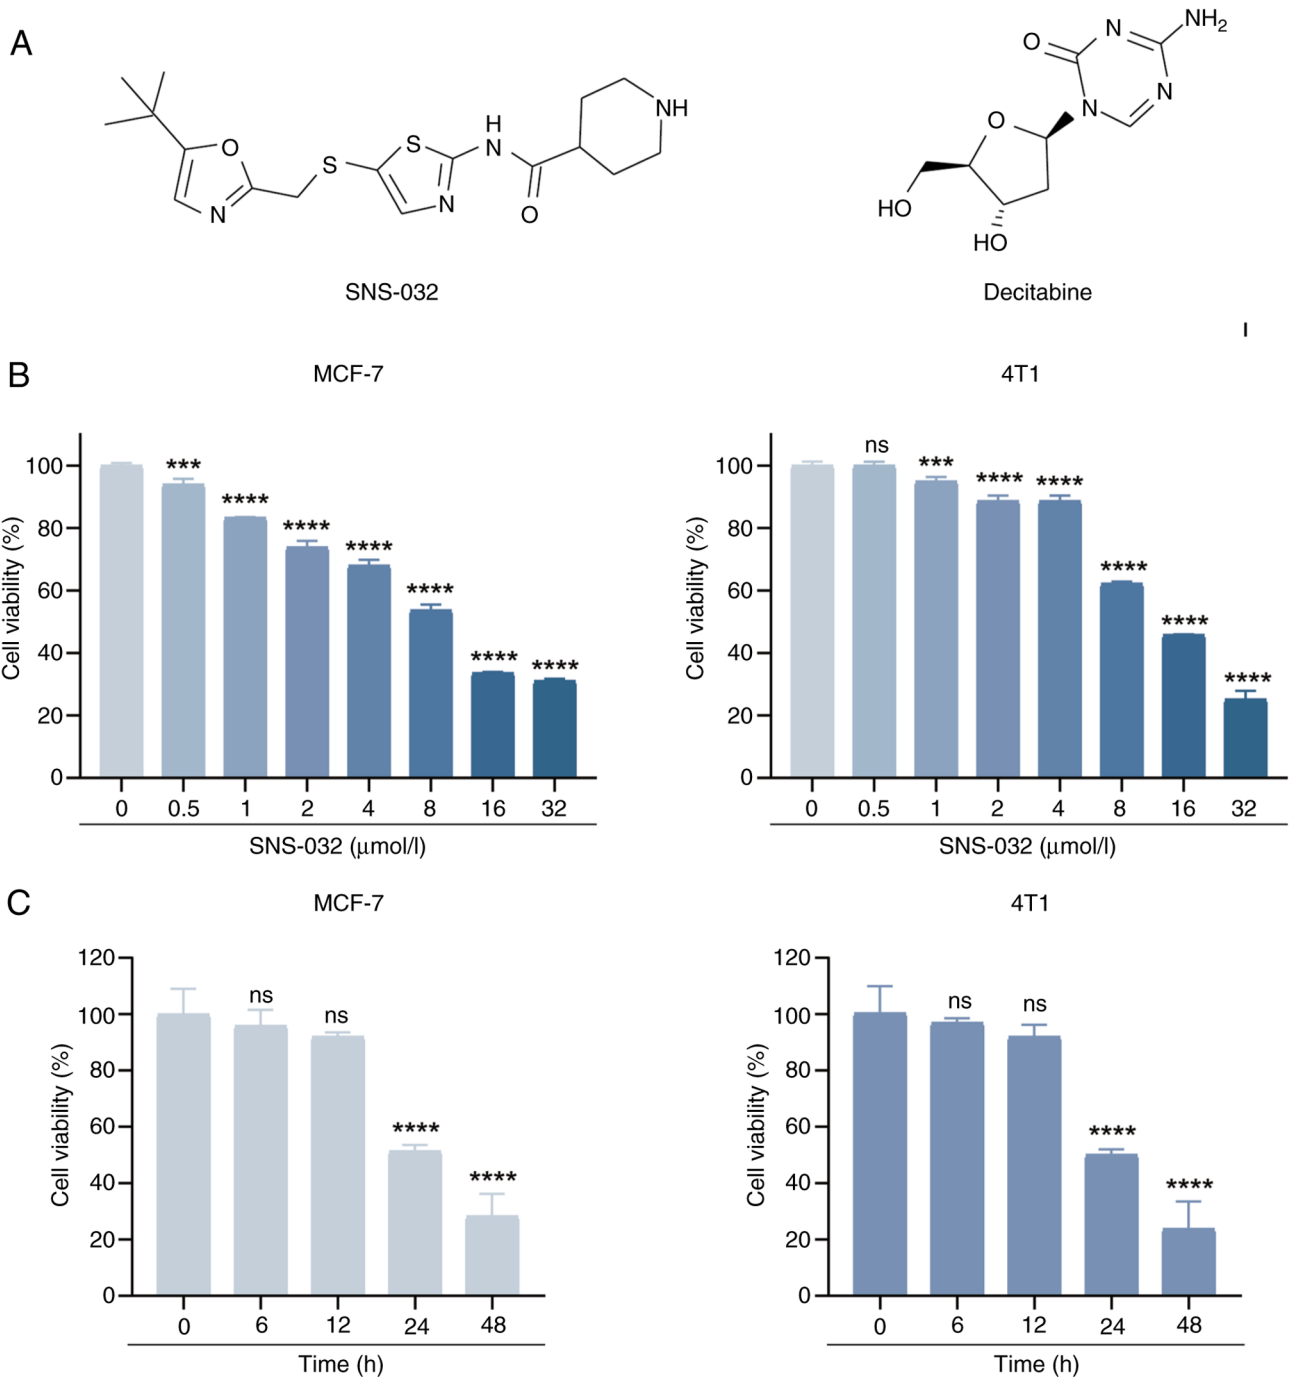 A
O
N
S
S
N
H
N
O
NH
SNS-032
O
N
NH2
N
N
O
HO
HO
Decitabine
B
MCF-7
Cell viability (%)
100
80
60
40
20
0
***
****
****
****
****
****
****
0 0.5 1 2 4 8 16 32
SNS-032 (μmol/l)
4T1
Cell viability (%)
100
80
60
40
20
0
ns
***
****
****
****
****
****
0 0.5 1 2 4 8 16 32
SNS-032 (μmol/l)
C
MCF-7
Cell viability (%)
120
100
80
60
40
20
0
ns
ns
****
****
0 6 12 24 48
Time (h)
4T1
Cell viability (%)
120
100
80
60
40
20
0
ns
ns
****
****
0 6 12 24 48
Time (h)